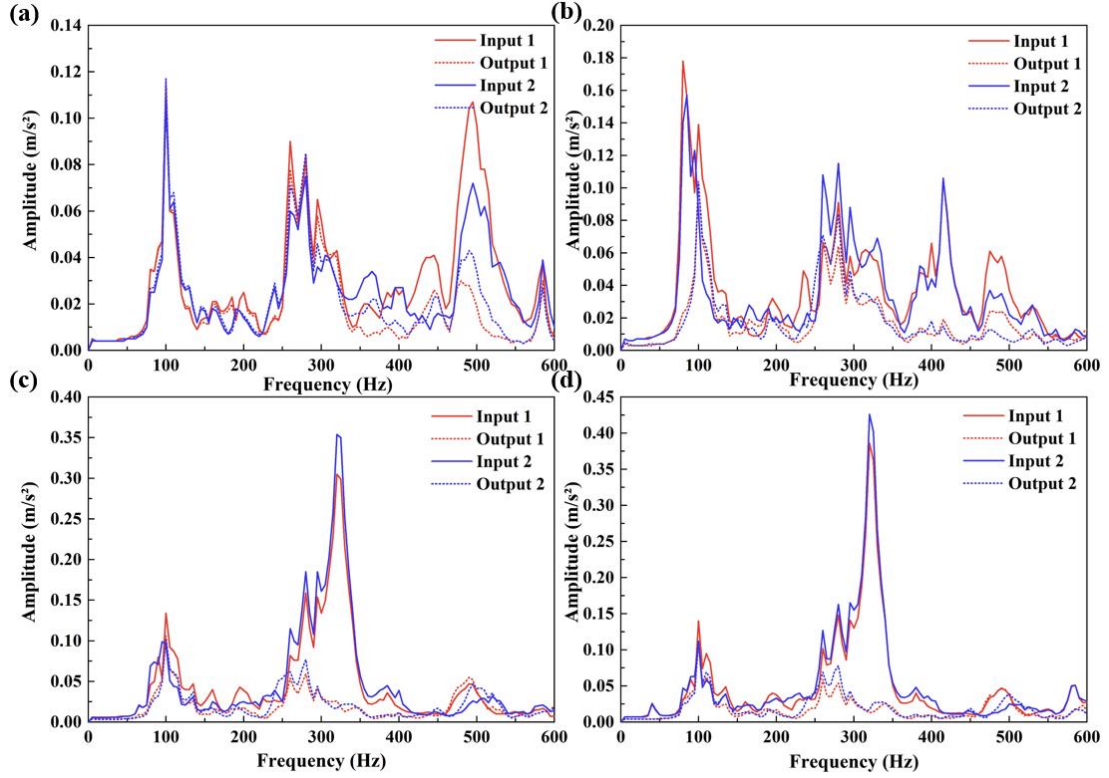 (a)
Amplitude (m/s²)
0.14
0.12
0.10
0.08
0.06
0.04
0.02
0.00
0 100 200 300 400 500 600
Frequency (Hz)
Input 1
Output 1
Input 2
Output 2
(b)
Amplitude (m/s²)
0.20
0.18
0.16
0.14
0.12
0.10
0.08
0.06
0.04
0.02
0.00
0 100 200 300 400 500 600
Frequency (Hz)
Input 1
Output 1
Input 2
Output 2
(c)
Amplitude (m/s²)
0.40
0.35
0.30
0.25
0.20
0.15
0.10
0.05
0.00
0 100 200 300 400 500 600
Frequency (Hz)
Input 1
Output 1
Input 2
Output 2
(d)
Amplitude (m/s²)
0.45
0.40
0.35
0.30
0.25
0.20
0.15
0.10
0.05
0.00
0 100 200 300 400 500 600
Frequency (Hz)
Input 1
Output 1
Input 2
Output 2